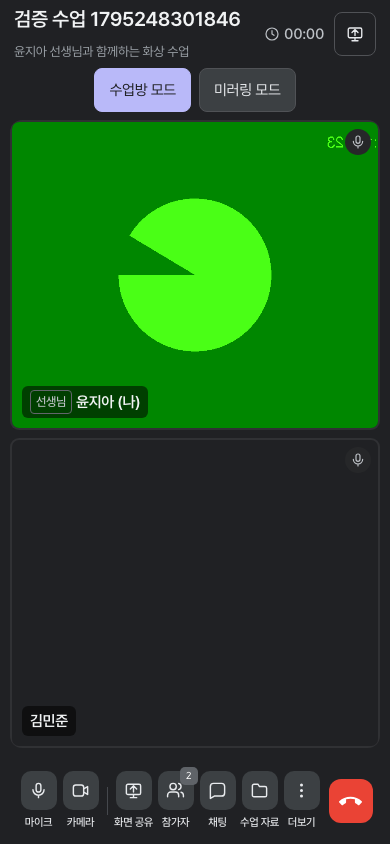 검증 수업 1795248301846
00:00
윤지아 선생님과 함께하는 화상 수업
수업방 모드
미러링 모드
23
선생님
윤지아 (나)
김민준
2
마이크
카메라
화면 공유
참가자
채팅
수업 자료
더보기